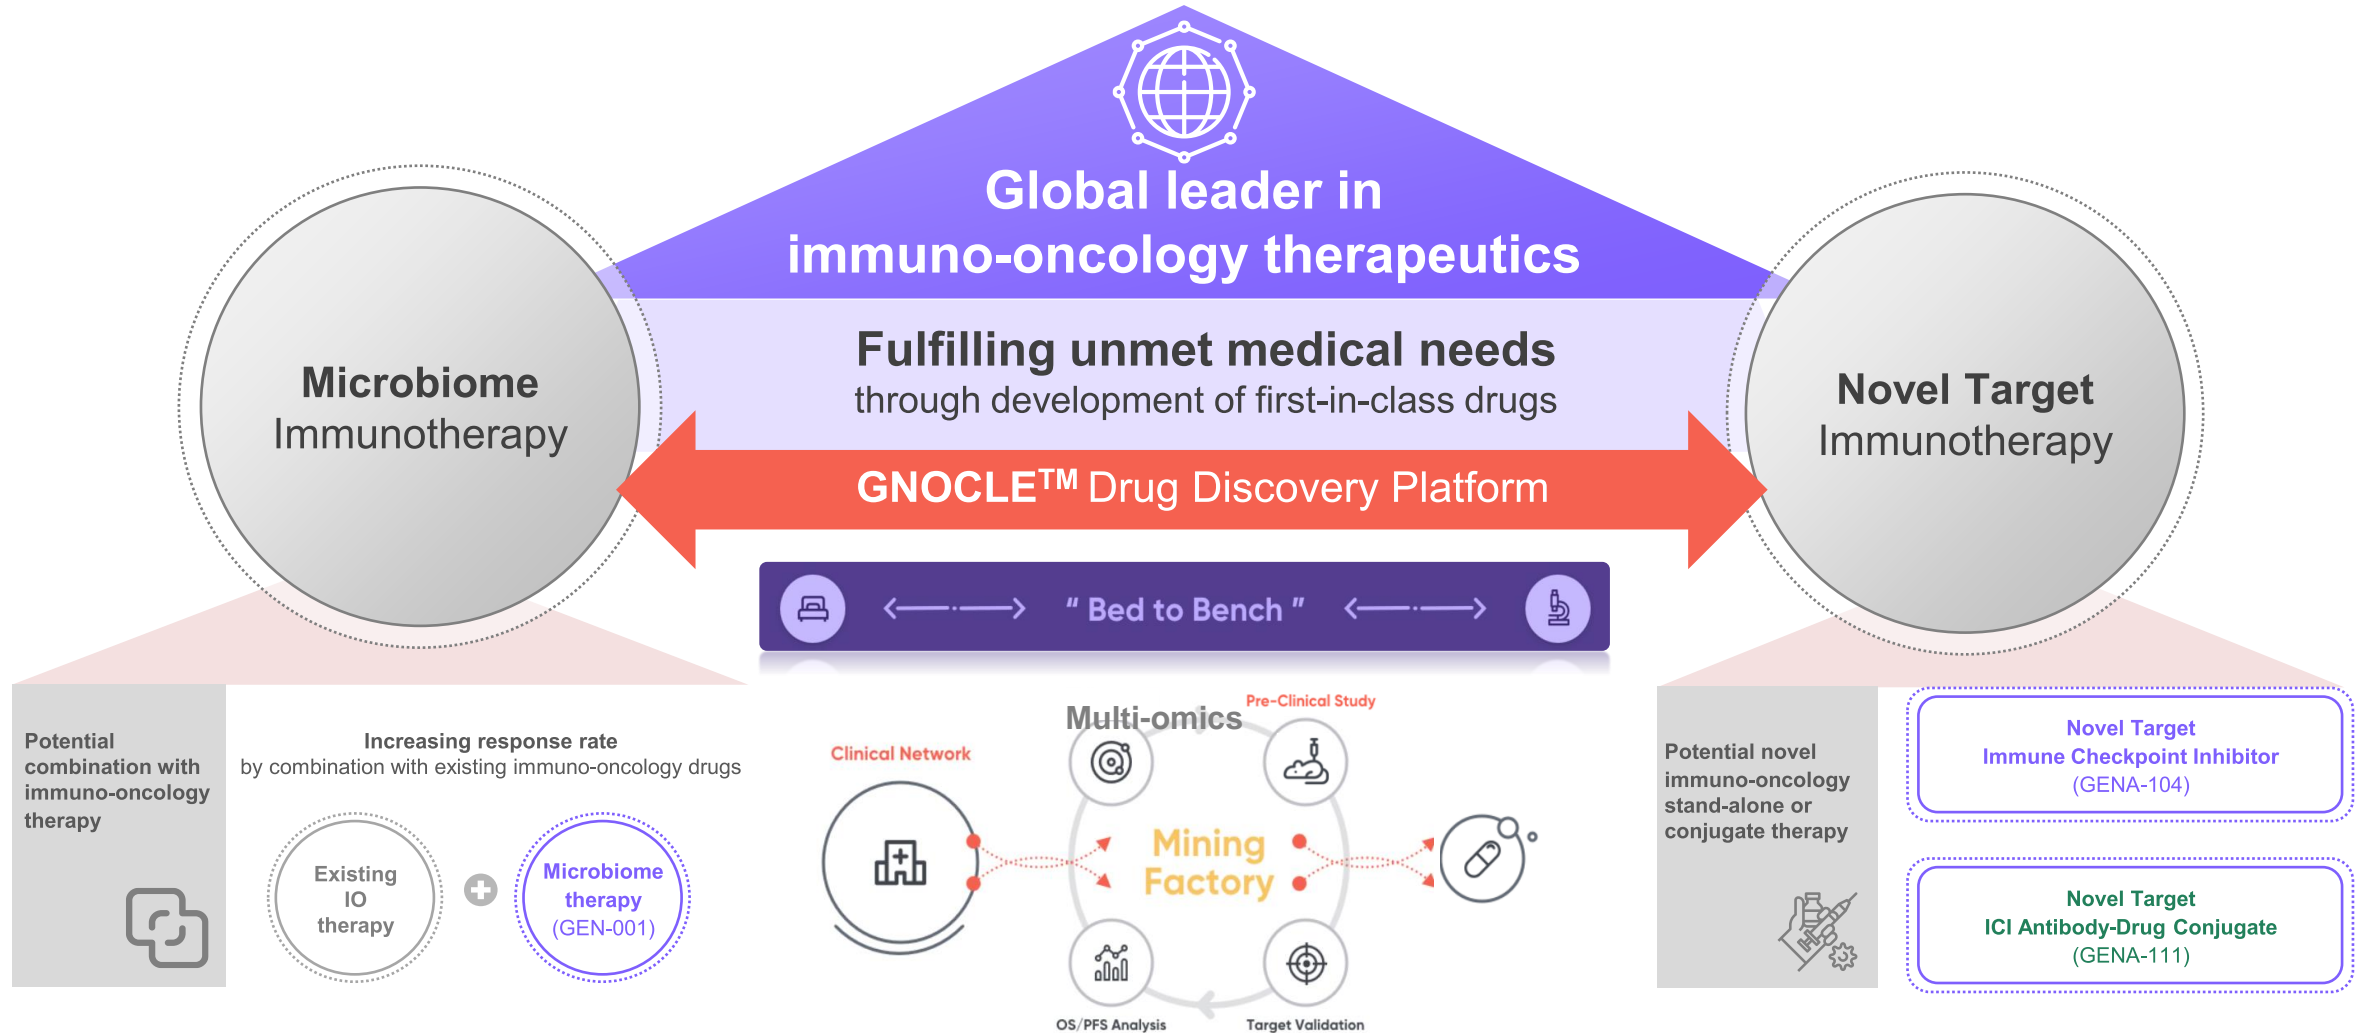 Global leader in
immuno-oncology therapeutics
Fulfilling unmet medical needs
through development of first-in-class drugs
GNOCLE™ Drug Discovery Platform
Microbiome
Immunotherapy
Novel Target
Immunotherapy
“ Bed to Bench ”
Potential
combination with
immuno-oncology
therapy
Increasing response rate
by combination with existing immuno-oncology drugs
Existing
IO
therapy
Microbiome
therapy
(GEN-001)
Clinical Network
Multi-omics
Pre-Clinical Study
Mining
Factory
OS/PFS Analysis
Target Validation
Potential novel
immuno-oncology
stand-alone or
conjugate therapy
Novel Target
Immune Checkpoint Inhibitor
(GENA-104)
Novel Target
ICI Antibody-Drug Conjugate
(GENA-111)